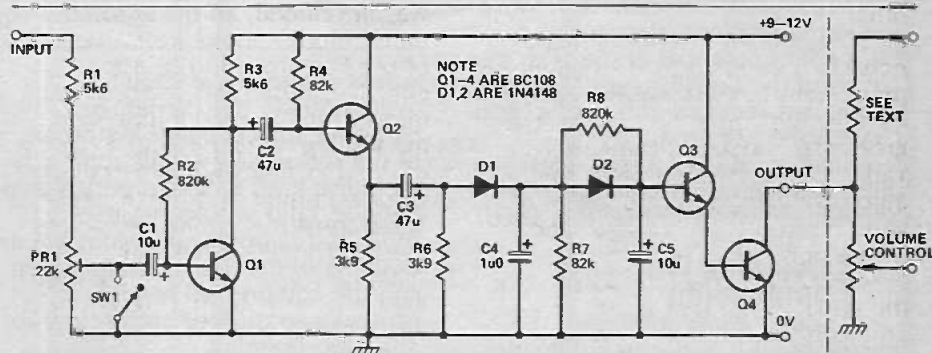 INPUT
+9–12V
R1
5k6
R3
5k6
R4
82k
NOTE
Q1–4 ARE BC108
D1,2 ARE 1N4148
SEE
TEXT
R8
820k
Q2
Q3
C2
47u
R2
820k
D1
D2
OUTPUT
C3
47u
C1
10u
PR1
22k
SW1
Q1
R5
3k9
R6
3k9
C4
1u0
R7
82k
C5
10u
Q4
VOLUME
CONTROL
0V